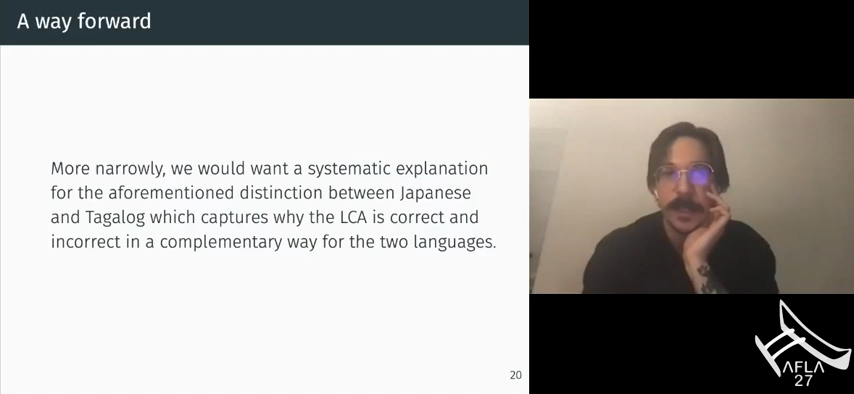 A way forward
More narrowly, we would want a systematic explanation
for the aforementioned distinction between Japanese
and Tagalog which captures why the LCA is correct and
incorrect in a complementary way for the two languages.
20
AFLA
27